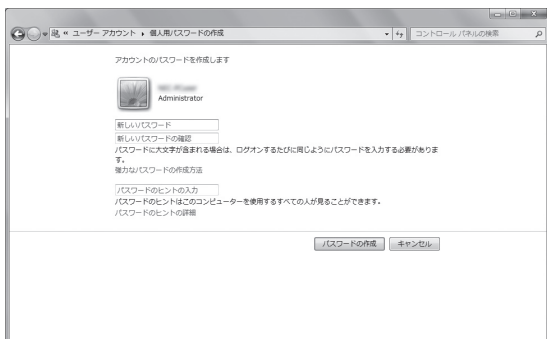 « ユーザー アカウント ▸ 個人用パスワードの作成
コントロール パネルの検索
アカウントのパスワードを作成します
Administrator
新しいパスワード
新しいパスワードの確認
パスワードに大文字が含まれる場合は、ログオンするたびに同じようにパスワードを入力する必要がありま
す。
強力なパスワードの作成方法
パスワードのヒントの入力
パスワードのヒントはこのコンピューターを使用するすべての人が見ることができます。
パスワードのヒントの詳細
パスワードの作成 キャンセル